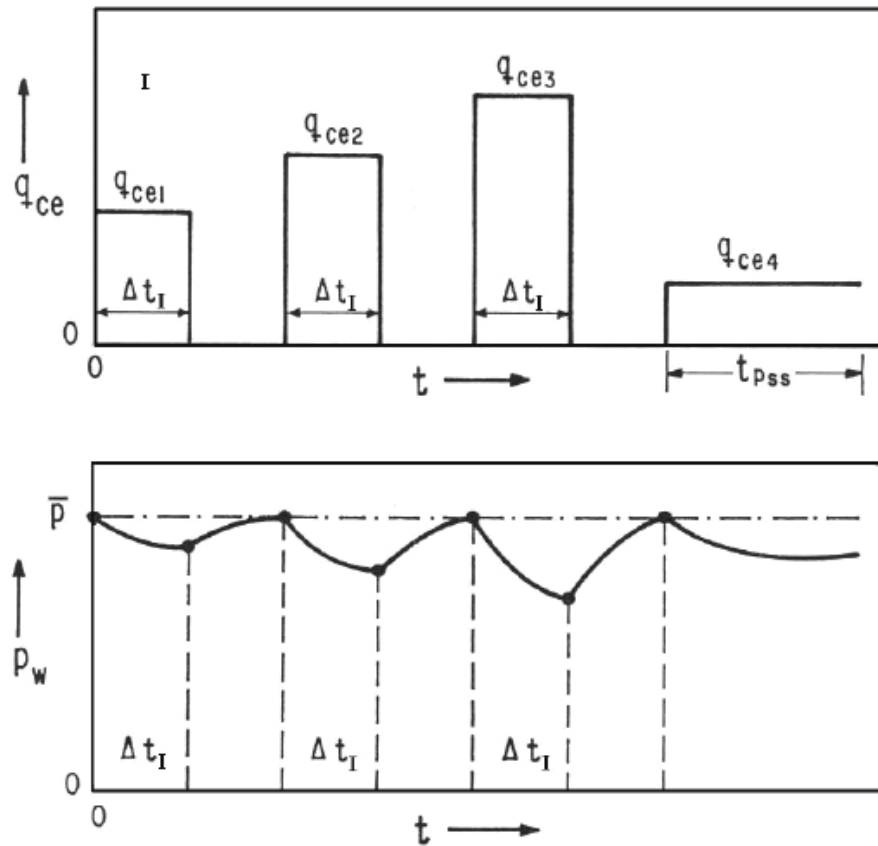 I
q_ce3
q_ce2
q_ce
q_ce1
q_ce4
Δt_I
Δt_I
Δt_I
0
0
t
t_pss
p̅
p_w
Δt_I
Δt_I
Δt_I
0
0
t